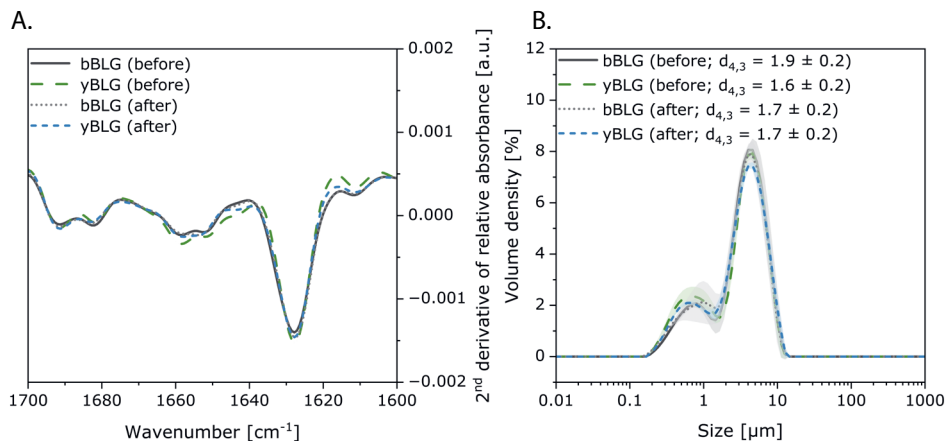 A.
bBLG (before)
yBLG (before)
bBLG (after)
yBLG (after)
0.002
0.001
0.000
−0.001
−0.002
2nd derivative of relative absorbance [a.u.]
1700
1680
1660
1640
1620
1600
Wavenumber [cm-1]
B.
bBLG (before; d4,3 = 1.9 ± 0.2)
yBLG (before; d4,3 = 1.6 ± 0.2)
bBLG (after; d4,3 = 1.7 ± 0.2)
yBLG (after; d4,3 = 1.7 ± 0.2)
12
10
8
6
4
2
0
Volume density [%]
0.01
0.1
1
10
100
1000
Size [µm]